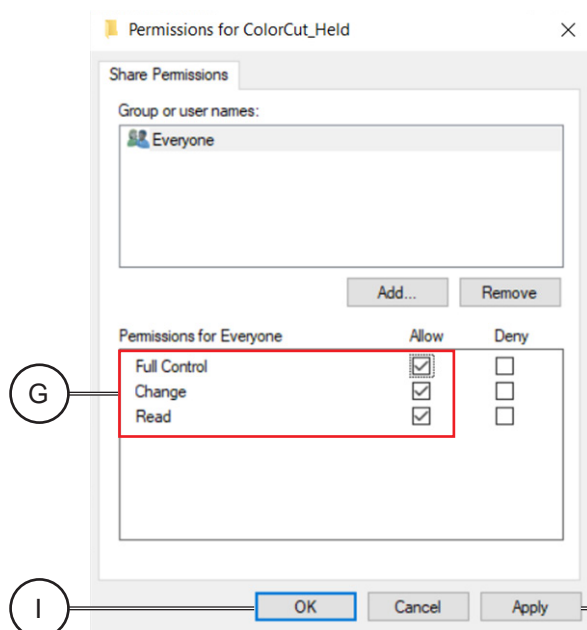 Permissions for ColorCut_Held
Share Permissions
Group or user names:
Everyone
Add... Remove
Permissions for Everyone Allow Deny
Full Control
G Change
Read
I OK Cancel Apply